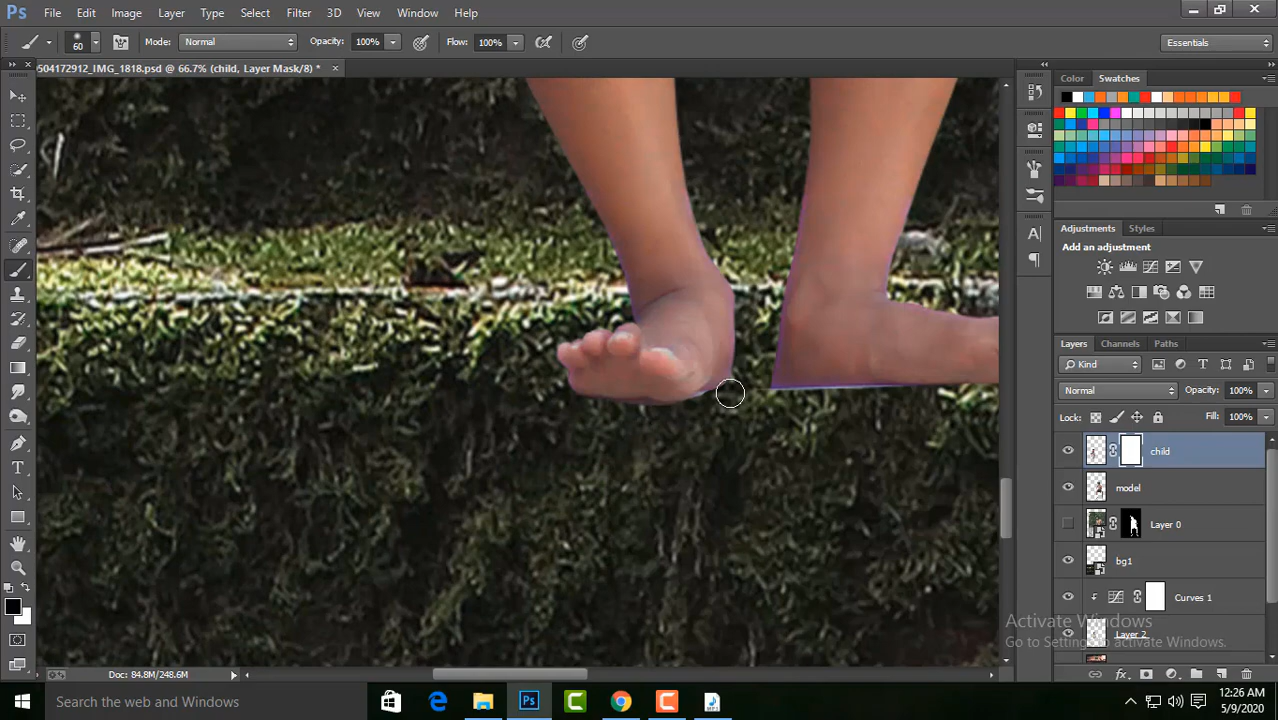 Ps File Edit Image Layer Type Select Filter 3D View Window Help
60 Mode: Normal Opacity: 100% Flow: 100% Essentials
504172912_IMG_1818.psd @ 66.7% (child, Layer Mask/8) * ×
Color Swatches
Adjustments Styles
Add an adjustment
Layers Channels Paths
Kind
Normal Opacity: 100%
Lock: Fill: 100%
child
model
Layer 0
bg1
Curves 1
Activate Windows
Go to Settings to activate Windows.
Layer 2
Doc: 84.8M/248.6M
Search the web and Windows
12:26 AM
5/9/2020